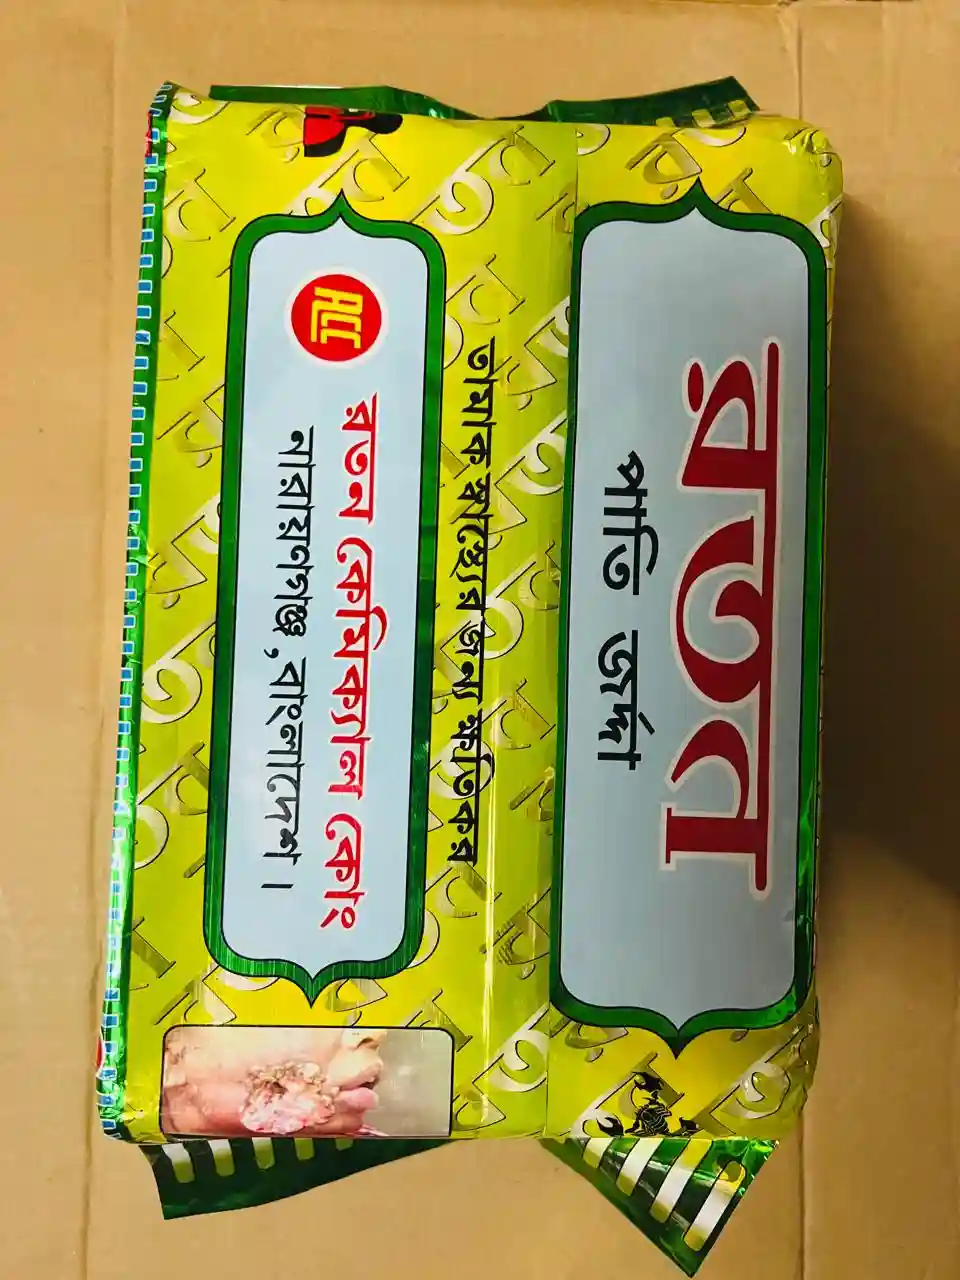 রতন
পাতি জর্দা
তামাক স্বাস্থ্যের জন্য ক্ষতিকর
RCC
রতন কেমিক্যাল কোং
নারায়ণগঞ্জ,বাংলাদেশ।